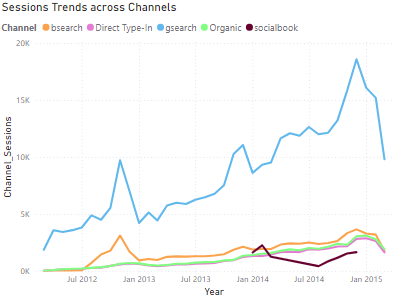 Sessions Trends across Channels
Channel bsearch Direct Type-In gsearch Organic socialbook
20K
15K
10K
5K
0K
Channel_Sessions
Jul 2012 Jan 2013 Jul 2013 Jan 2014 Jul 2014 Jan 2015
Year